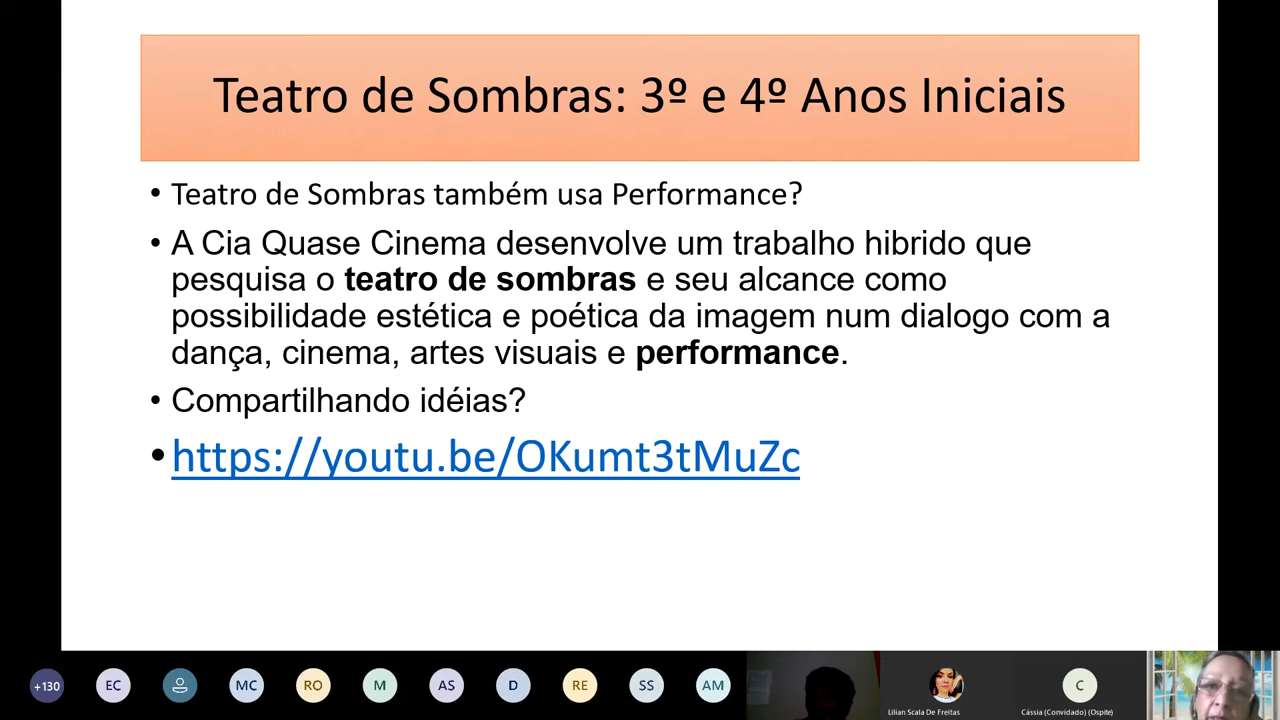 Teatro de Sombras: 3º e 4º Anos Iniciais
• Teatro de Sombras também usa Performance?
• A Cia Quase Cinema desenvolve um trabalho hibrido que
pesquisa o teatro de sombras e seu alcance como
possibilidade estética e poética da imagem num dialogo com a
dança, cinema, artes visuais e performance.
• Compartilhando idéias?
• https://youtu.be/OKumt3tMuZc
+130 EC MC RO M AS D RE SS AM C
Lilian Scala De Freitas Cássia (Convidado) (Ospite)